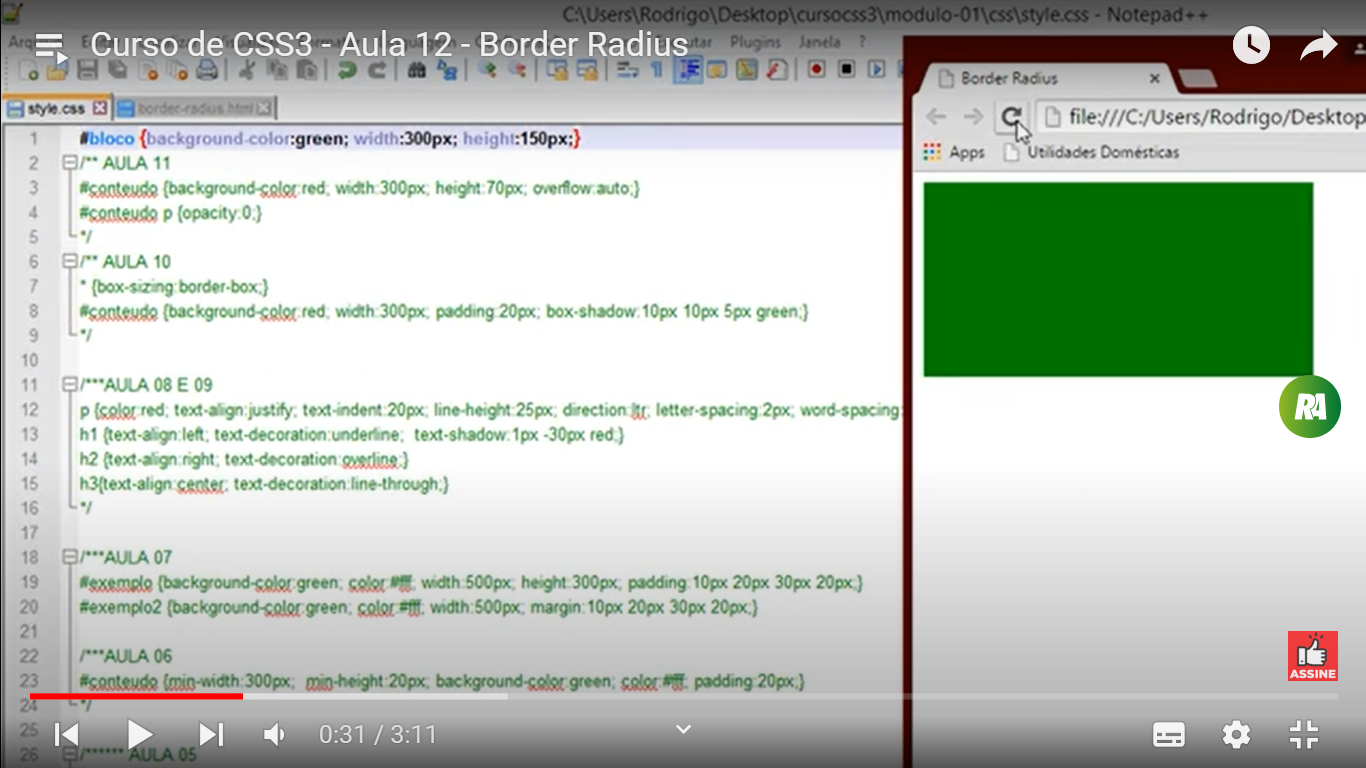 C:\Users\Rodrigo\Desktop\cursocss3\modulo-01\css\style.css - Notepad++
Curso de CSS3 - Aula 12 - Border Radius
Plugins Janela ?
style.css border-radius.html
1 #bloco {background-color:green; width:300px; height:150px;}
2 /** AULA 11
3 #conteudo {background-color:red; width:300px; height:70px; overflow:auto;}
4 #conteudo p {opacity:0;}
5 */
6 /** AULA 10
7 * {box-sizing:border-box;}
8 #conteudo {background-color:red; width:300px; padding:20px; box-shadow:10px 10px 5px green;}
9 */
10
11 /***AULA 08 E 09
12 p {color:red; text-align:justify; text-indent:20px; line-height:25px; direction:ltr; letter-spacing:2px; word-spacing:
13 h1 {text-align:left; text-decoration:underline; text-shadow:1px -30px red;}
14 h2 {text-align:right; text-decoration:overline;}
15 h3{text-align:center; text-decoration:line-through;}
16 */
17
18 /***AULA 07
19 #exemplo {background-color:green; color:#fff; width:500px; height:300px; padding:10px 20px 30px 20px;}
20 #exemplo2 {background-color:green; color:#fff; width:500px; margin:10px 20px 30px 20px;}
21
22 /***AULA 06
23 #conteudo {min-width:300px; min-height:20px; background-color:green; color:#fff; padding:20px;}
24 */
25
26 /****** AULA 05
Border Radius
file:///C:/Users/Rodrigo/Desktop
Apps Utilidades Domésticas
RA
ASSINE
0:31 / 3:11